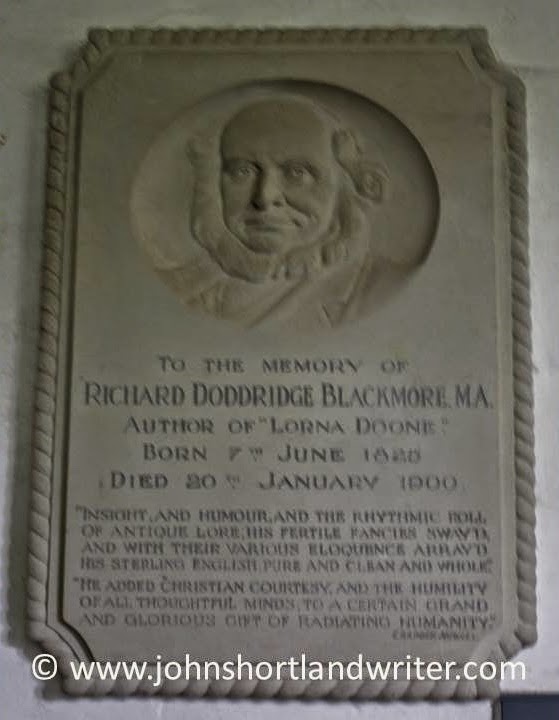 TO THE MEMORY OF
RICHARD DODDRIDGE BLACKMORE, M.A.
AUTHOR OF "LORNA DOONE."
BORN 7TH JUNE 1825
DIED 20TH JANUARY 1900.
"INSIGHT, AND HUMOUR, AND THE RHYTHMIC ROLL
OF ANTIQUE LORE, HIS FERTILE FANCIES SWAY'D,
AND WITH THEIR VARIOUS ELOQUENCE ARRAY'D
HIS STERLING ENGLISH, PURE AND CLEAN AND WHOLE."
"HE ADDED CHRISTIAN COURTESY, AND THE HUMILITY
OF ALL THOUGHTFUL MINDS, TO A CERTAIN GRAND
AND GLORIOUS GIFT OF RADIATING HUMANITY."
© www.johnshortlandwriter.com